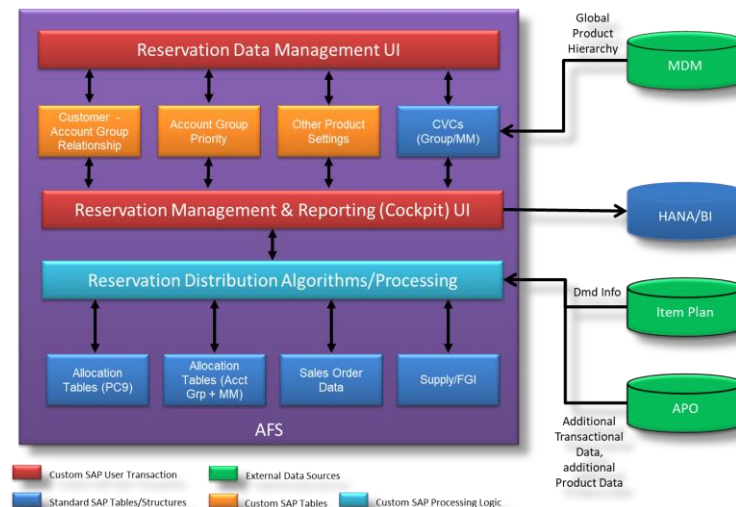 Reservation Data Management UI
Customer -
Account Group
Relationship
Account Group
Priority
Other Product
Settings
CVCs
(Group/MM)
Reservation Management & Reporting (Cockpit) UI
Reservation Distribution Algorithms/Processing
Allocation
Tables (PC9)
Allocation
Tables (Acct
Grp + MM)
Sales Order
Data
Supply/FGI
AFS
Global
Product
Hierarchy
MDM
HANA/BI
Dmd Info
Item Plan
APO
Additional
Transactional
Data,
additional
Product Data
Custom SAP User Transaction
External Data Sources
Standard SAP Tables/Structures
Custom SAP Tables
Custom SAP Processing Logic